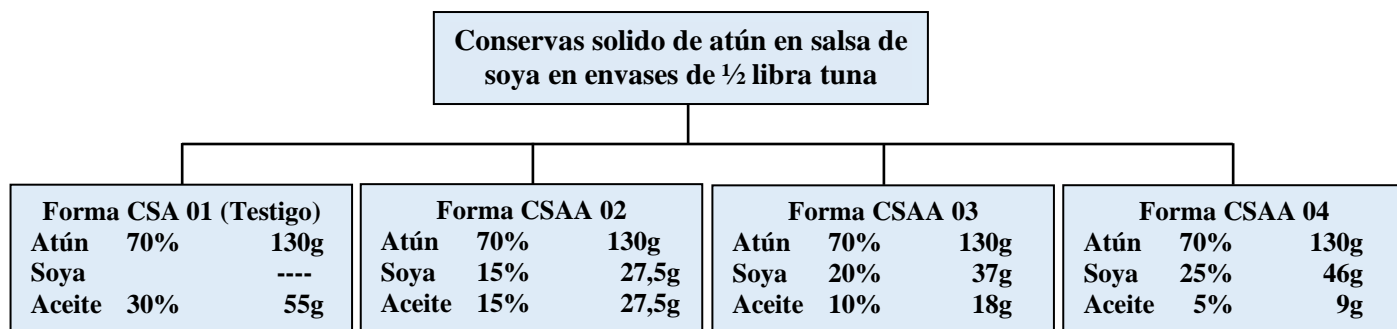 Conservas solido de atún en salsa de
soya en envases de ½ libra tuna
Forma CSA 01 (Testigo)
Atún 70% 130g
Soya ----
Aceite 30% 55g
Forma CSAA 02
Atún 70% 130g
Soya 15% 27,5g
Aceite 15% 27,5g
Forma CSAA 03
Atún 70% 130g
Soya 20% 37g
Aceite 10% 18g
Forma CSAA 04
Atún 70% 130g
Soya 25% 46g
Aceite 5% 9g